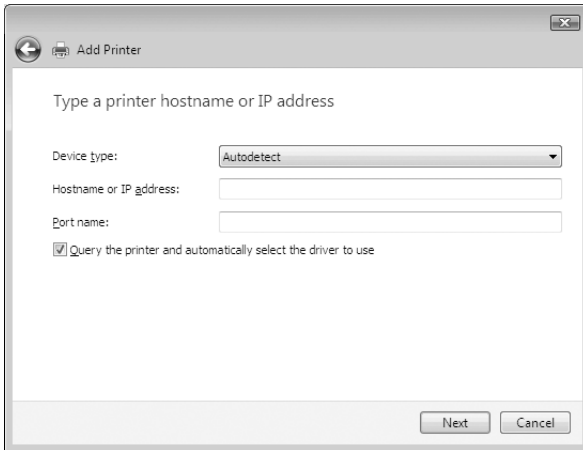 Add Printer
Type a printer hostname or IP address
Device type: Autodetect
Hostname or IP address:
Port name:
Query the printer and automatically select the driver to use
Next Cancel